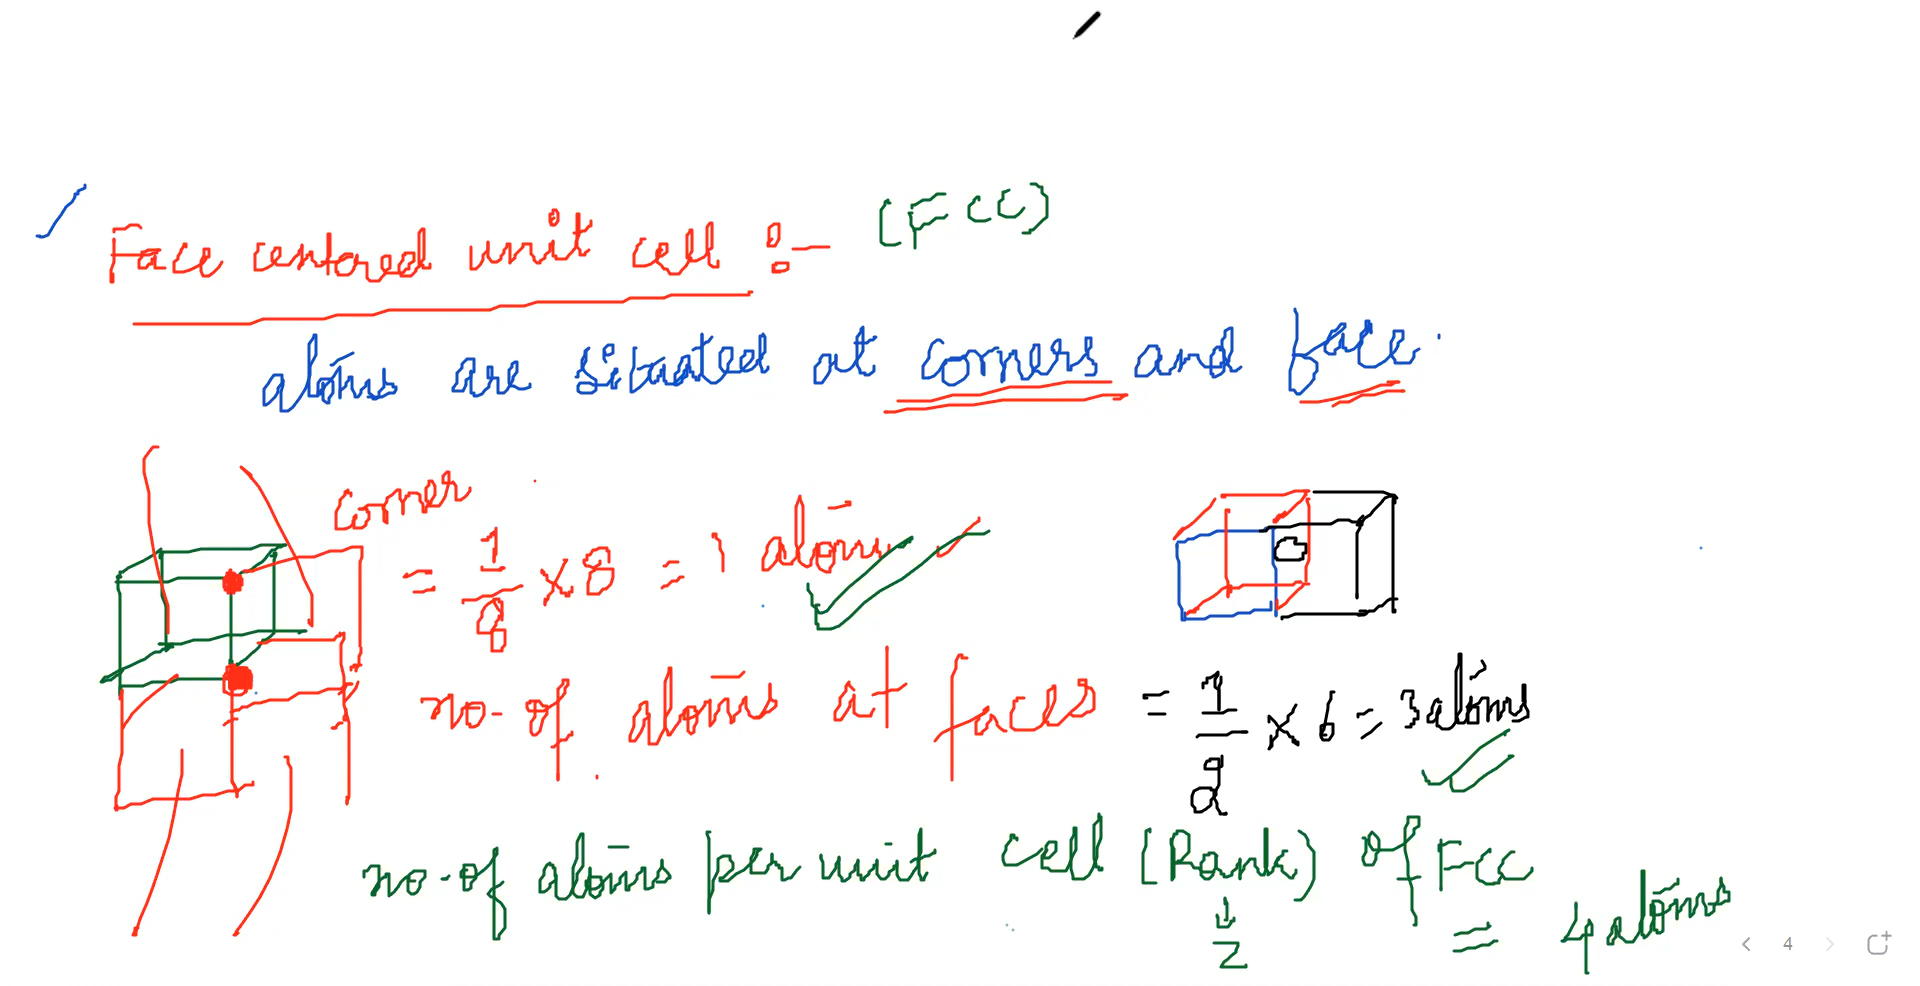 Face centered unit cell :- (FCC)
atoms are situated at corners and face.
corner
= 1/8 × 8 = 1 atom
no. of atoms at faces = 1/2 × 6 = 3 atoms
no. of atoms per unit cell (Rank) of FCC
↓
Z
= 4 atoms
4